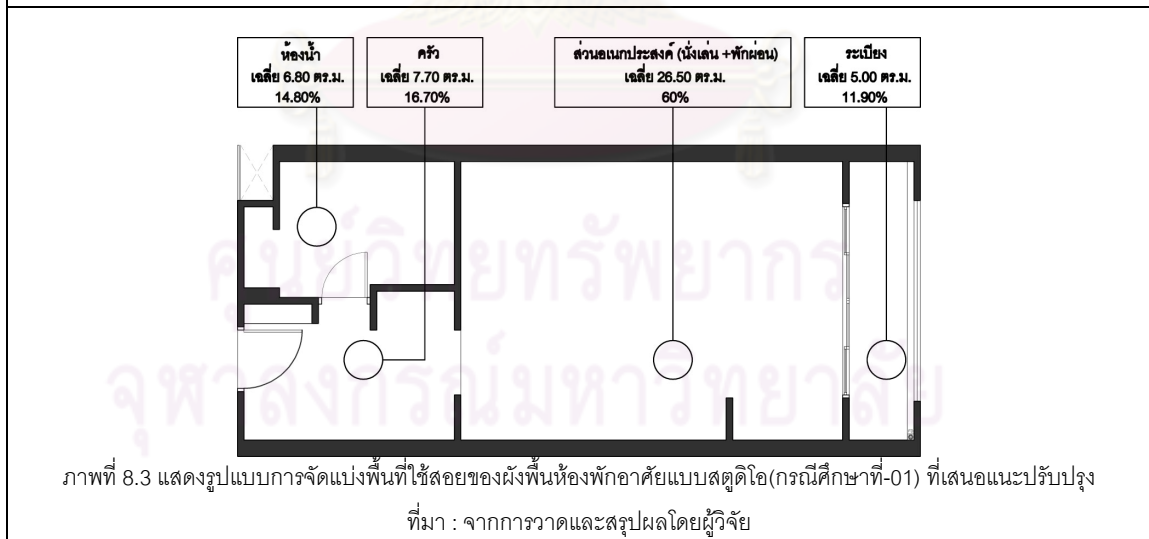 ห้องน้ำ
เฉลี่ย 6.80 ตร.ม.
14.80%
ครัว
เฉลี่ย 7.70 ตร.ม.
16.70%
ส่วนอเนกประสงค์ (นั่งเล่น +พักผ่อน)
เฉลี่ย 26.50 ตร.ม.
60%
ระเบียง
เฉลี่ย 5.00 ตร.ม.
11.90%
ศูนย์วิทยทรัพยากร
จุฬาลงกรณ์มหาวิทยาลัย
ภาพที่ 8.3 แสดงรูปแบบการจัดแบ่งพื้นที่ใช้สอยของผังพื้นห้องพักอาศัยแบบสตูดิโอ(กรณีศึกษาที่-01) ที่เสนอแนะปรับปรุง
ที่มา : จากการวาดและสรุปผลโดยผู้วิจัย